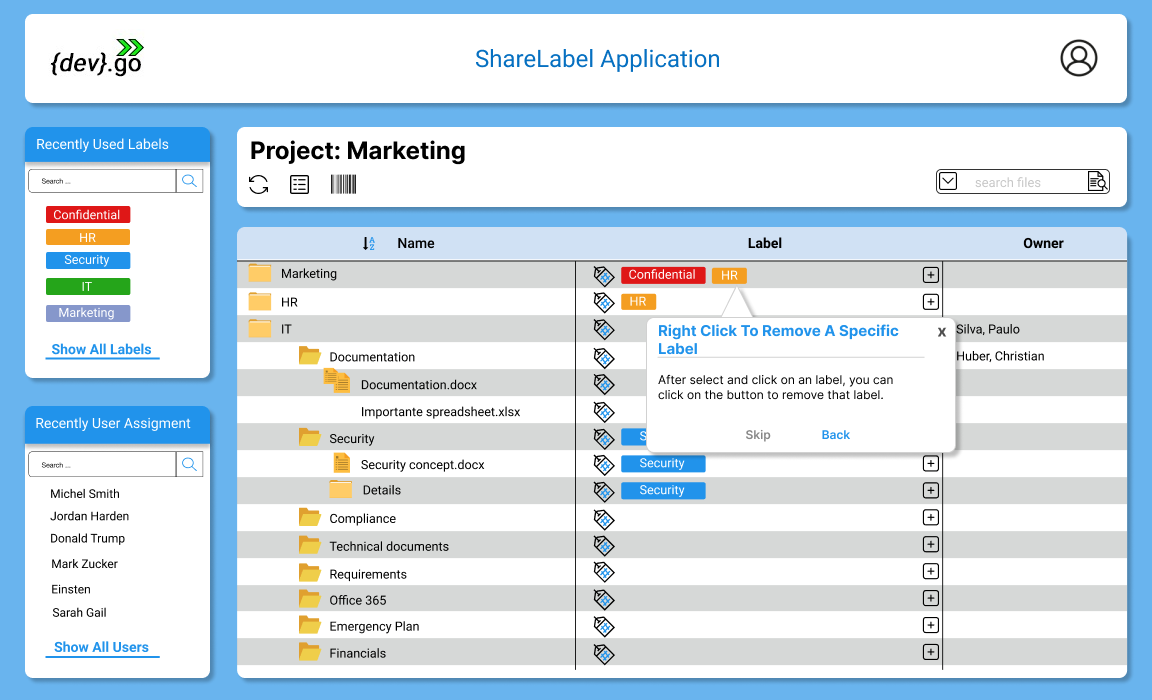 {dev}.go
ShareLabel Application
Recently Used Labels
Search ...
Confidential
HR
Security
IT
Marketing
Show All Labels
Recently User Assigment
Search ...
Michel Smith
Jordan Harden
Donald Trump
Mark Zucker
Einsten
Sarah Gail
Show All Users
Project: Marketing
search files
A Z Name Label Owner
Marketing Confidential HR
HR HR
IT Silva, Paulo
Documentation Huber, Christian
Documentation.docx
Importante spreadsheet.xlsx
Security
Security concept.docx Security
Details Security
Compliance
Technical documents
Requirements
Office 365
Emergency Plan
Financials
Right Click To Remove A Specific
Label
x
After select and click on an label, you can
click on the button to remove that label.
Skip Back